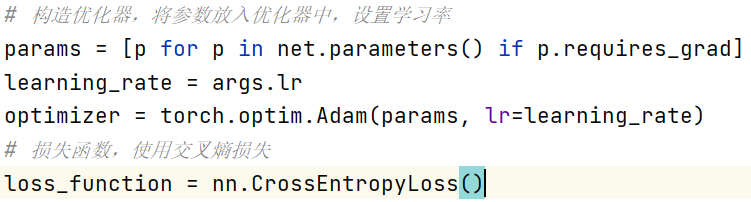 # 构造优化器，将参数放入优化器中，设置学习率
params = [p for p in net.parameters() if p.requires_grad]
learning_rate = args.lr
optimizer = torch.optim.Adam(params, lr=learning_rate)
# 损失函数，使用交叉熵损失
loss_function = nn.CrossEntropyLoss()